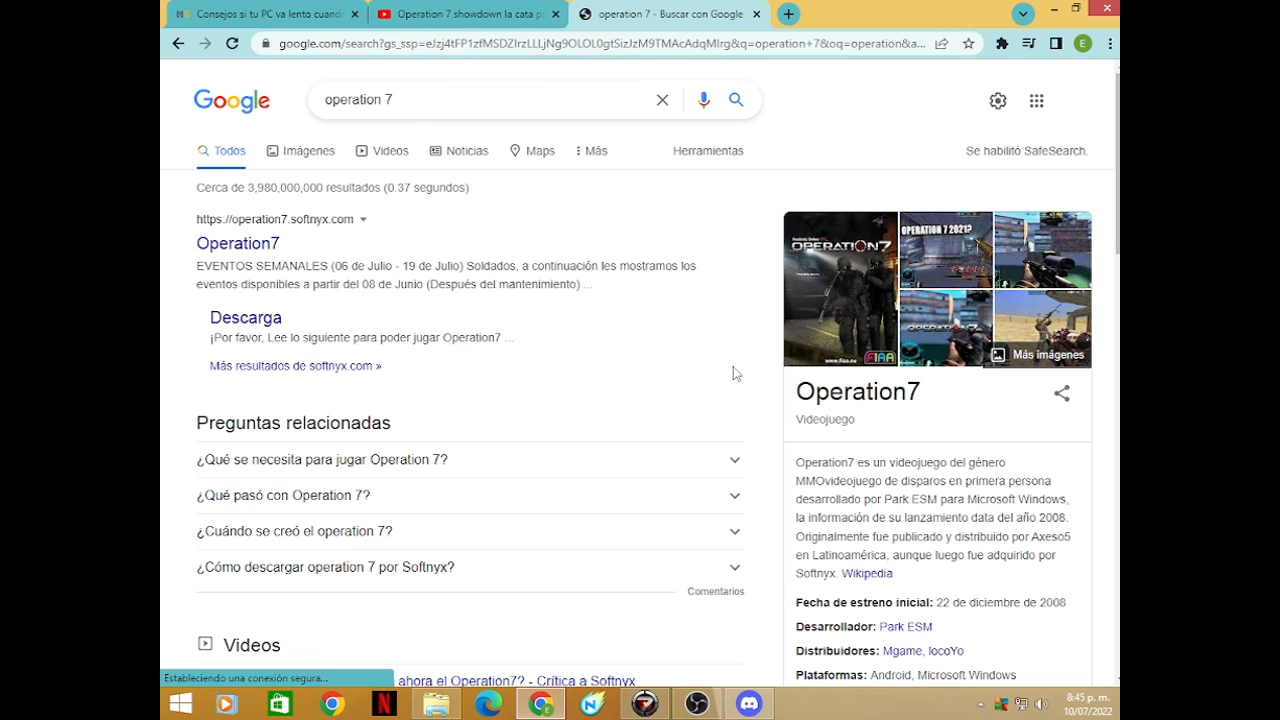 Consejos si tu PC va lento cuand
Operation 7 showdown la cata p
operation 7 - Buscar con Google
google.com/search?gs_ssp=eJzj4tFP1zfMSDZIrzLLLjNg9OLOL0gtSizJzM9TMAcAdqMIrg&q=operation+7&oq=operation&a...
E
Google
operation 7
Todos
Imágenes
Videos
Noticias
Maps
Más
Herramientas
Se habilitó SafeSearch.
Cerca de 3,980,000,000 resultados (0.37 segundos)
https://operation7.softnyx.com
Operation7
EVENTOS SEMANALES (06 de Julio - 19 de Julio) Soldados, a continuación les mostramos los
eventos disponibles a partir del 08 de Junio (Después del mantenimiento) ...
Descarga
¡Por favor, Lee lo siguiente para poder jugar Operation7 ...
Más resultados de softnyx.com »
Preguntas relacionadas
¿Qué se necesita para jugar Operation 7?
¿Qué pasó con Operation 7?
¿Cuándo se creó el operation 7?
¿Cómo descargar operation 7 por Softnyx?
Comentarios
Videos
ahora el Operation7? - Crítica a Softnyx
OPERATION7
www.fiaa.eu
FIAA
OPERATION 7 2021?
OPERATION7
Más imágenes
Operation7
Videojuego
Operation7 es un videojuego del género
MMOvideojuego de disparos en primera persona
desarrollado por Park ESM para Microsoft Windows,
la información de su lanzamiento data del año 2008.
Originalmente fue publicado y distribuido por Axeso5
en Latinoamérica, aunque luego fue adquirido por
Softnyx. Wikipedia
Fecha de estreno inicial: 22 de diciembre de 2008
Desarrollador: Park ESM
Distribuidores: Mgame, IocoYo
Plataformas: Android, Microsoft Windows
Estableciendo una conexión segura...
8:45 p. m.
10/07/2022